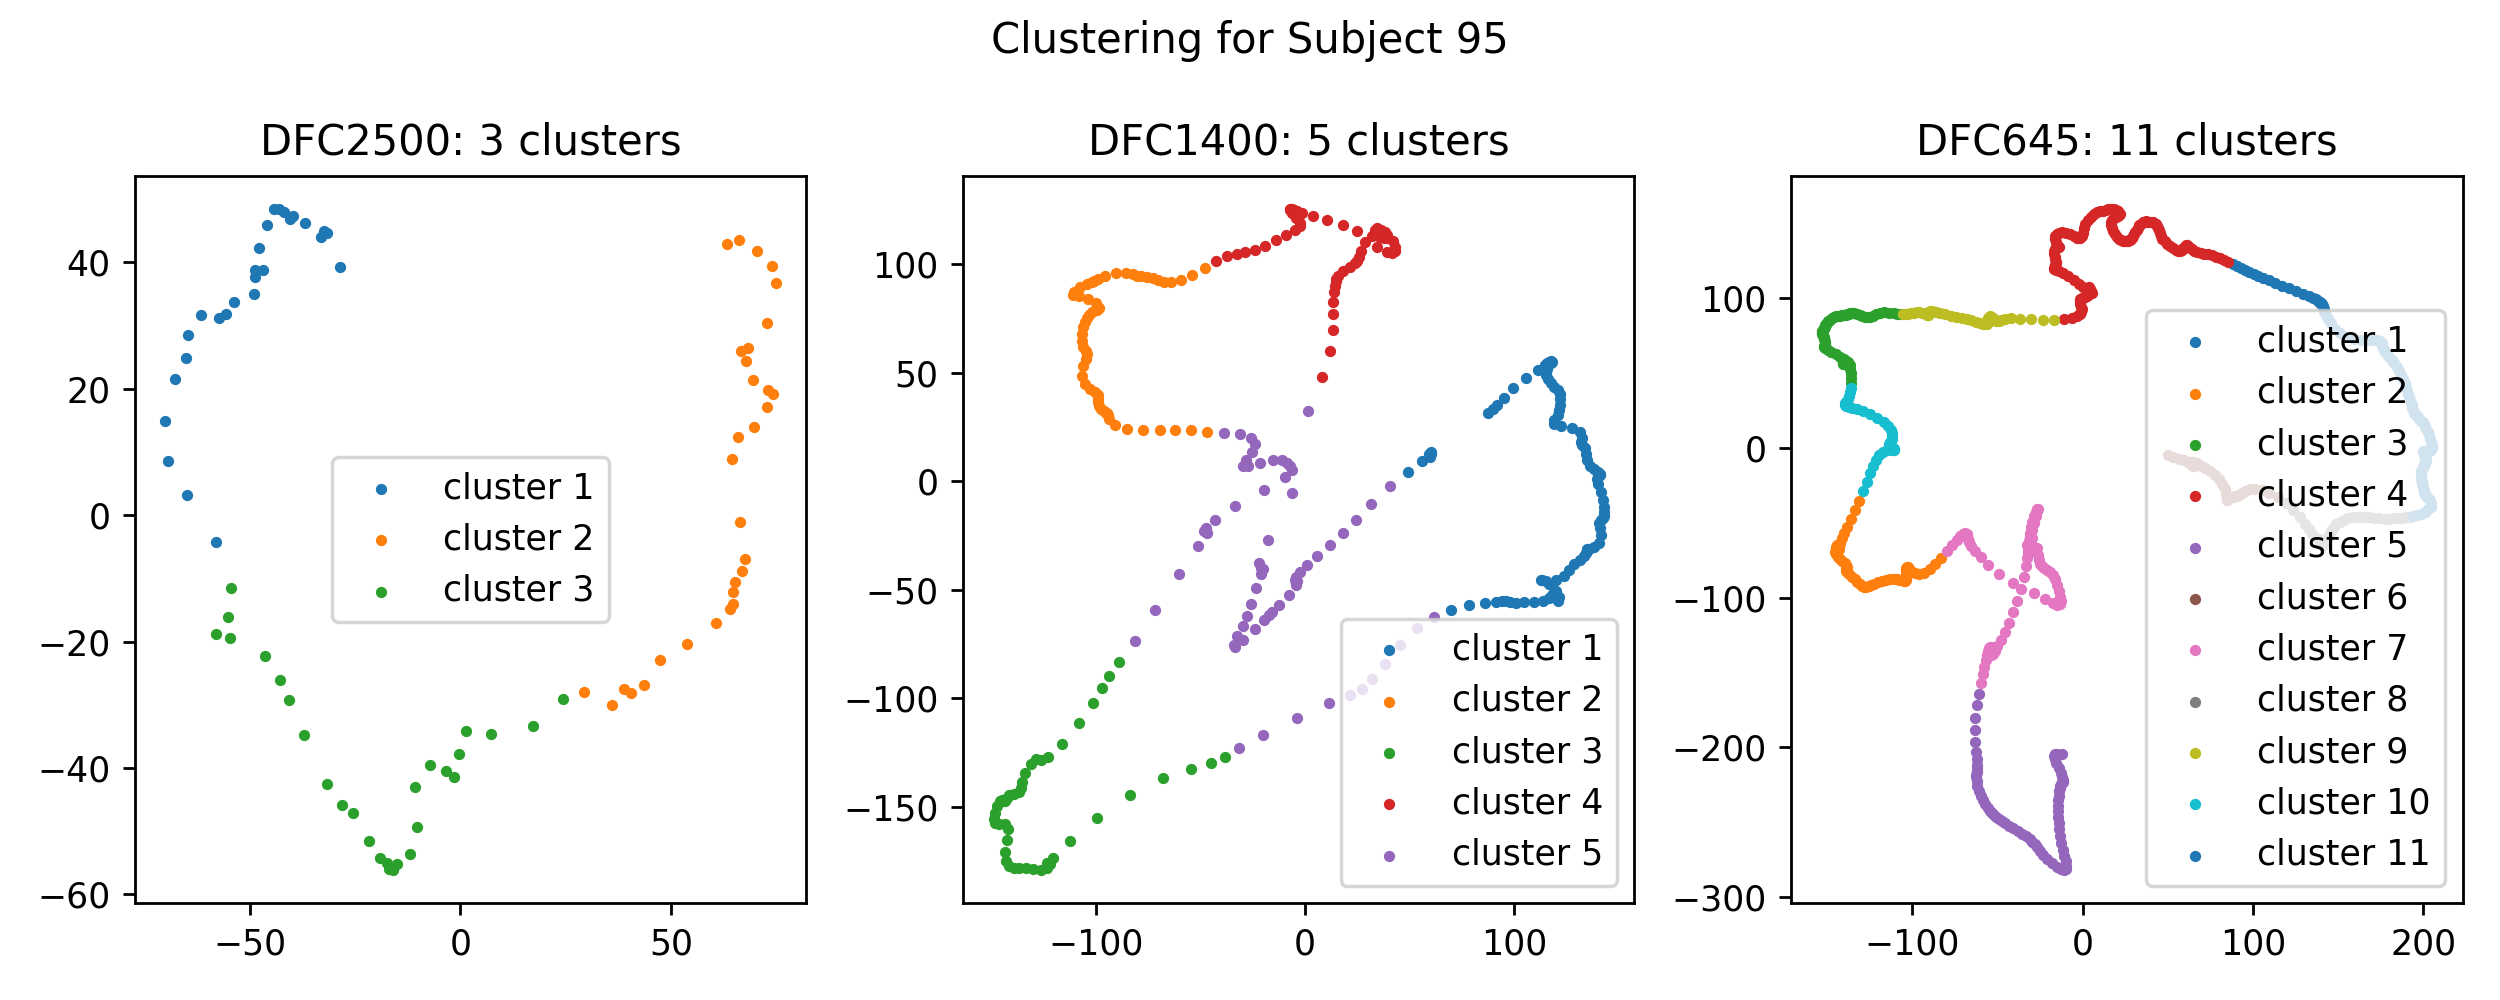 Clustering for Subject 95
DFC2500: 3 clusters
40
20
0
−20
−40
−60
−50
0
50
cluster 1
cluster 2
cluster 3
DFC1400: 5 clusters
100
50
0
−50
−100
−150
−100
0
100
cluster 1
cluster 2
cluster 3
cluster 4
cluster 5
DFC645: 11 clusters
100
0
−100
−200
−300
−100
0
100
200
cluster 1
cluster 2
cluster 3
cluster 4
cluster 5
cluster 6
cluster 7
cluster 8
cluster 9
cluster 10
cluster 11